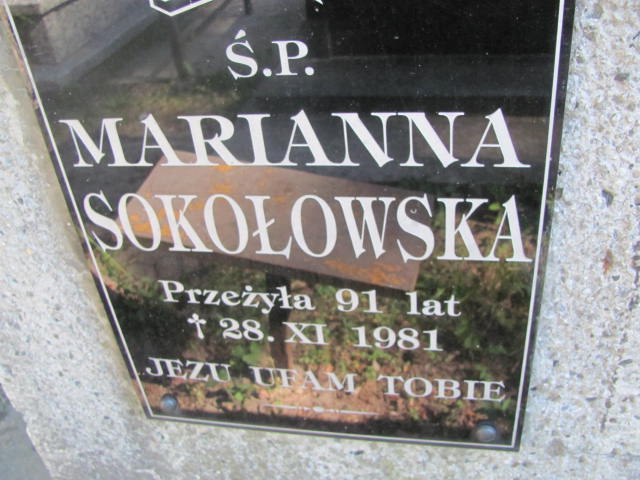 Ś.P.
MARIANNA
SOKOŁOWSKA
Przeżyła 91 lat
† 28. XI 1981
JEZU UFAM TOBIE